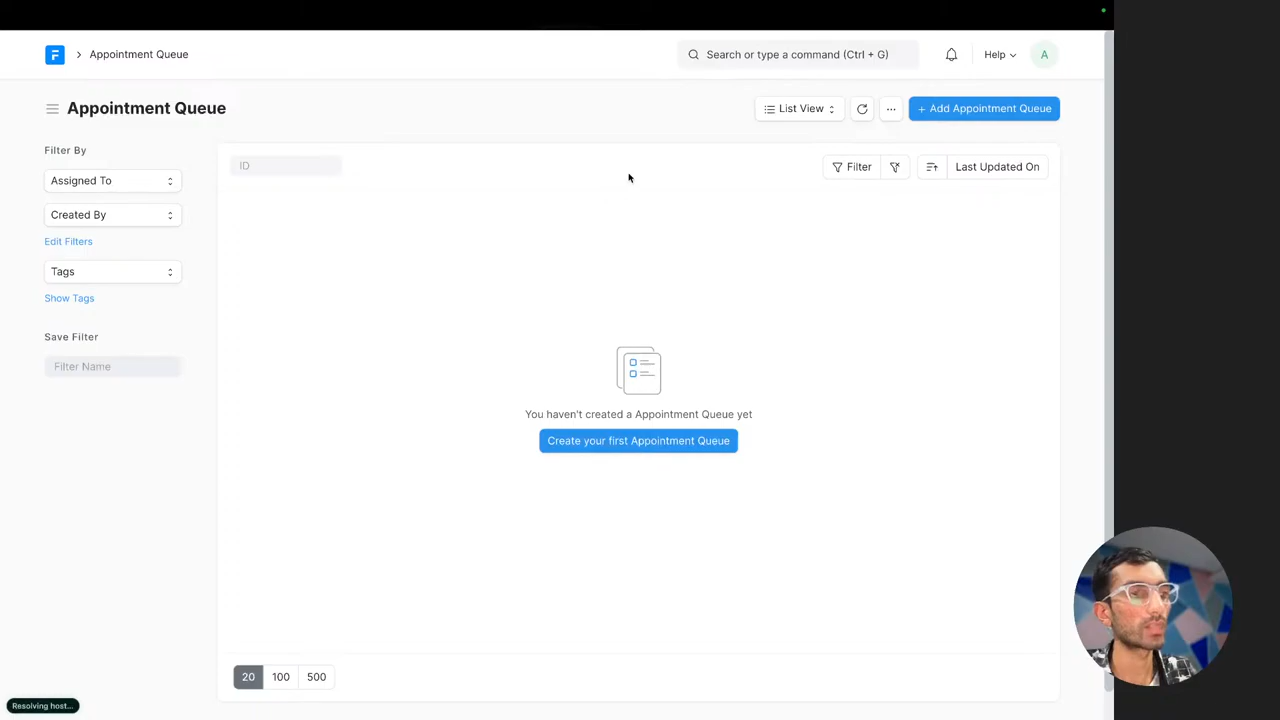 F
Appointment Queue
Search or type a command (Ctrl + G)
Help
A
Appointment Queue
List View
...
+ Add Appointment Queue
Filter By
Assigned To
Created By
Edit Filters
Tags
Show Tags
Save Filter
Filter Name
ID
Filter
Last Updated On
You haven't created a Appointment Queue yet
Create your first Appointment Queue
20
100
500
Resolving host...